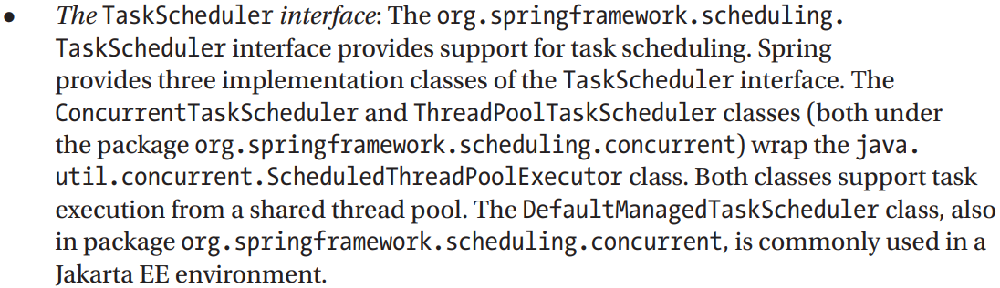 • The TaskScheduler interface: The org.springframework.scheduling.
TaskScheduler interface provides support for task scheduling. Spring
provides three implementation classes of the TaskScheduler interface. The
ConcurrentTaskScheduler and ThreadPoolTaskScheduler classes (both under
the package org.springframework.scheduling.concurrent) wrap the java.
util.concurrent.ScheduledThreadPoolExecutor class. Both classes support task
execution from a shared thread pool. The DefaultManagedTaskScheduler class, also
in package org.springframework.scheduling.concurrent, is commonly used in a
Jakarta EE environment.